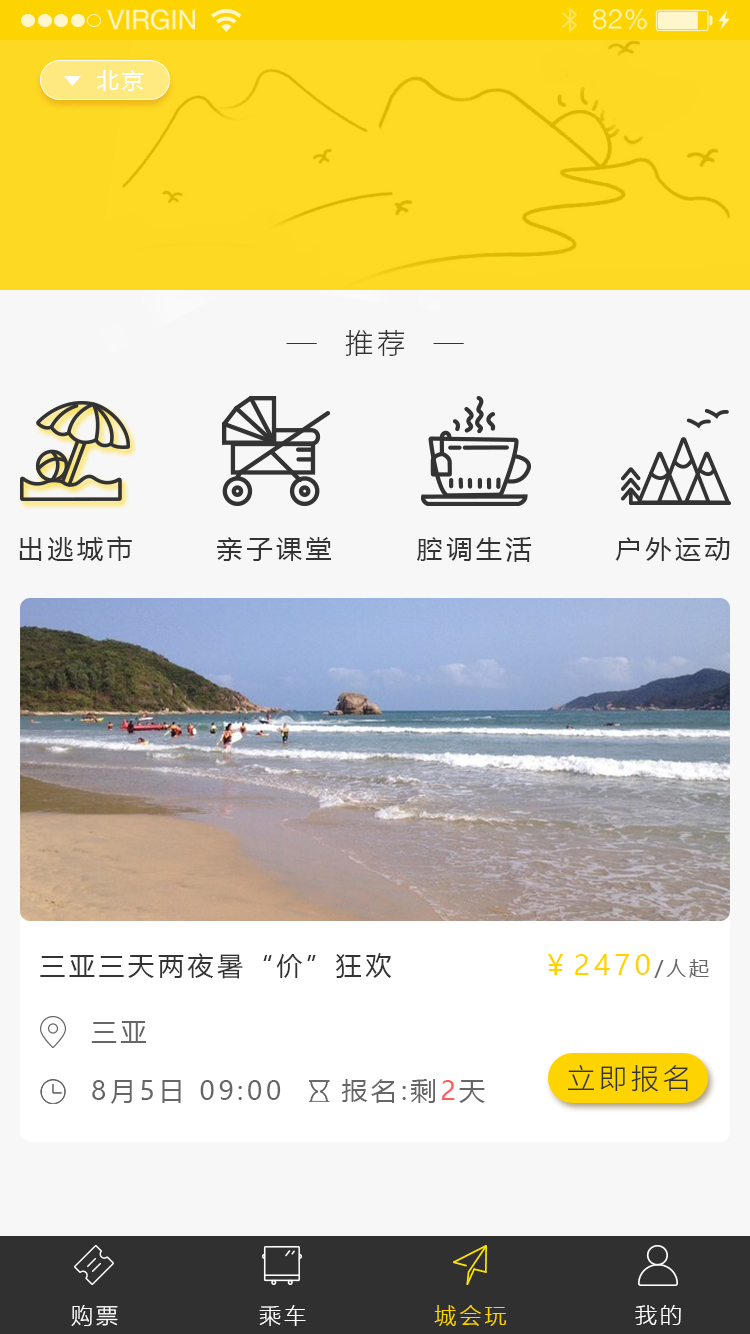 VIRGIN 82%
北京
推荐
出逃城市 亲子课堂 腔调生活 户外运动
三亚三天两夜暑“价”狂欢 ¥2470/人起
三亚
8月5日 09:00 报名:剩2天 立即报名
购票 乘车 城会玩 我的